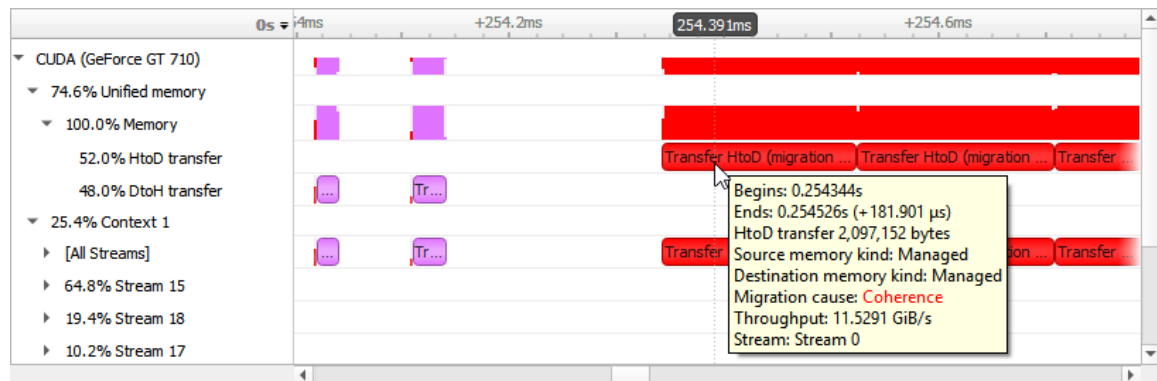 0s 4ms +254.2ms 254.391ms +254.6ms
CUDA (GeForce GT 710)
74.6% Unified memory
100.0% Memory
52.0% HtoD transfer Transfer HtoD (migration ... Transfer HtoD (migration ... Transfer ...
48.0% DtoH transfer ... Tr...
25.4% Context 1
[All Streams] ... Tr... Transfer ion ... Transfer ...
64.8% Stream 15
19.4% Stream 18
10.2% Stream 17
Begins: 0.254344s
Ends: 0.254526s (+181.901 µs)
HtoD transfer 2,097,152 bytes
Source memory kind: Managed
Destination memory kind: Managed
Migration cause: Coherence
Throughput: 11.5291 GiB/s
Stream: Stream 0